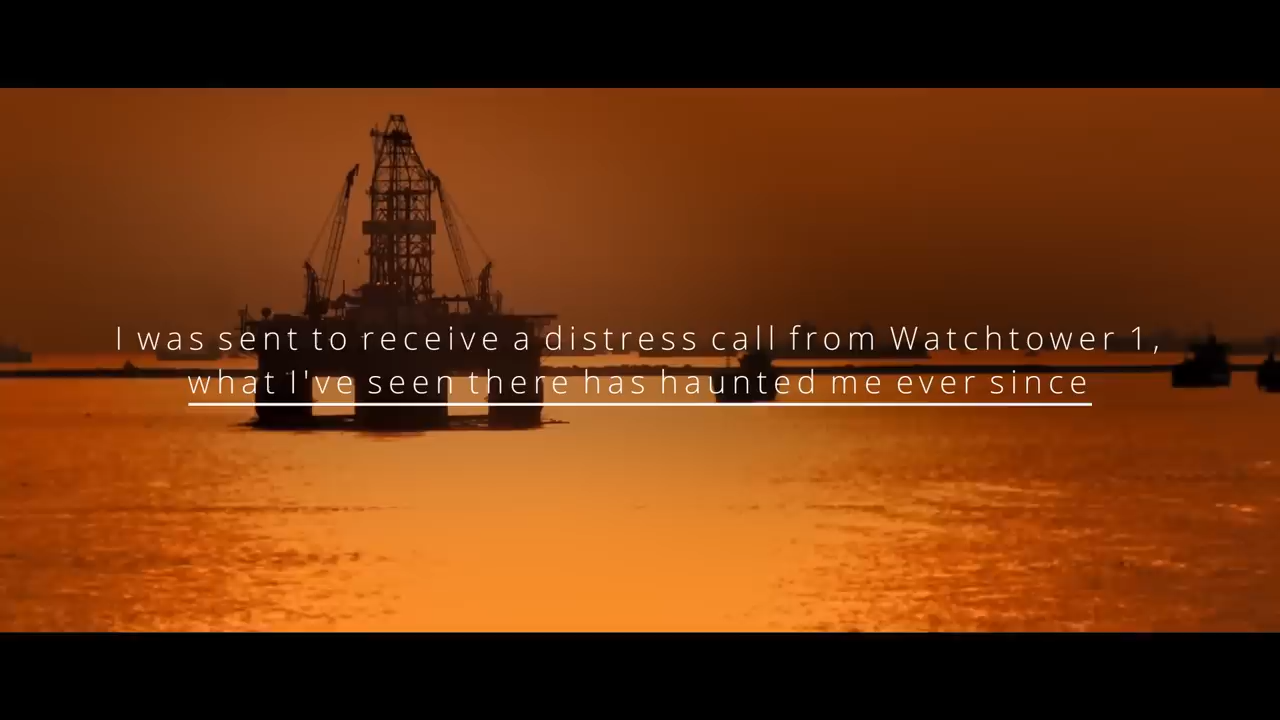 I was sent to receive a distress call from Watchtower 1,
what I've seen there has haunted me ever since